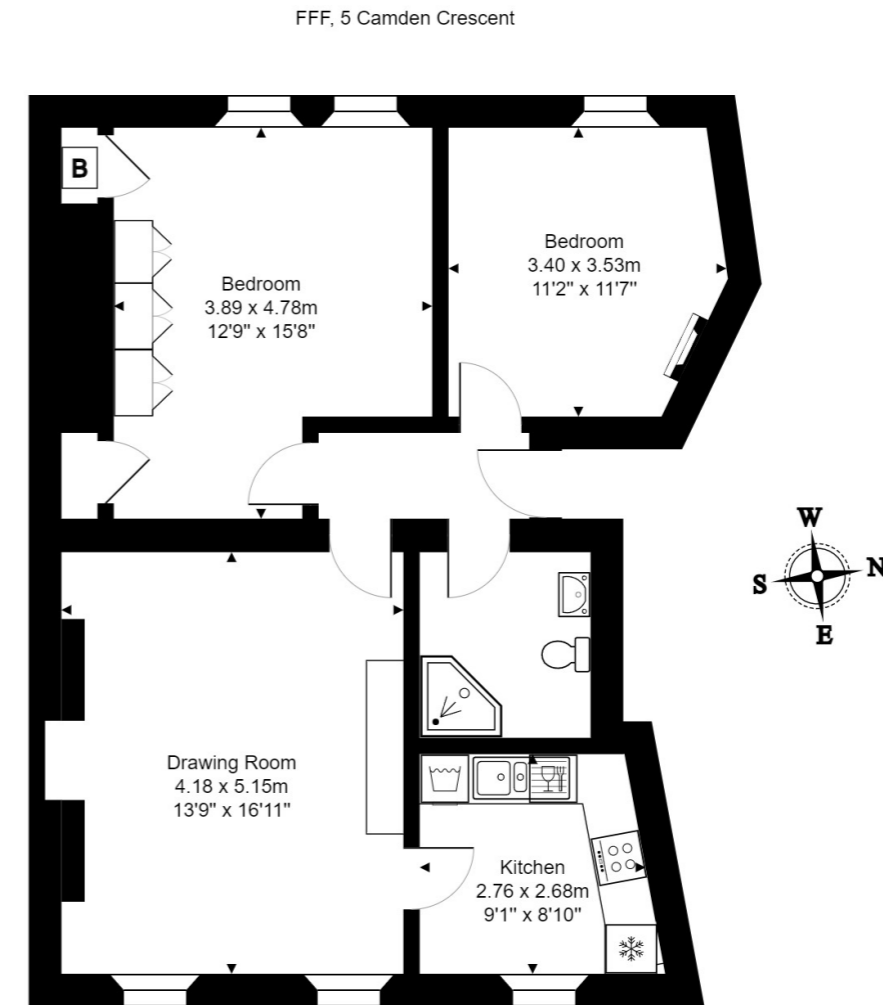 FFF, 5 Camden Crescent
B
Bedroom
3.89 x 4.78m
12'9" x 15'8"
Bedroom
3.40 x 3.53m
11'2" x 11'7"
W
N
S
E
Drawing Room
4.18 x 5.15m
13'9" x 16'11"
Kitchen
2.76 x 2.68m
9'1" x 8'10"